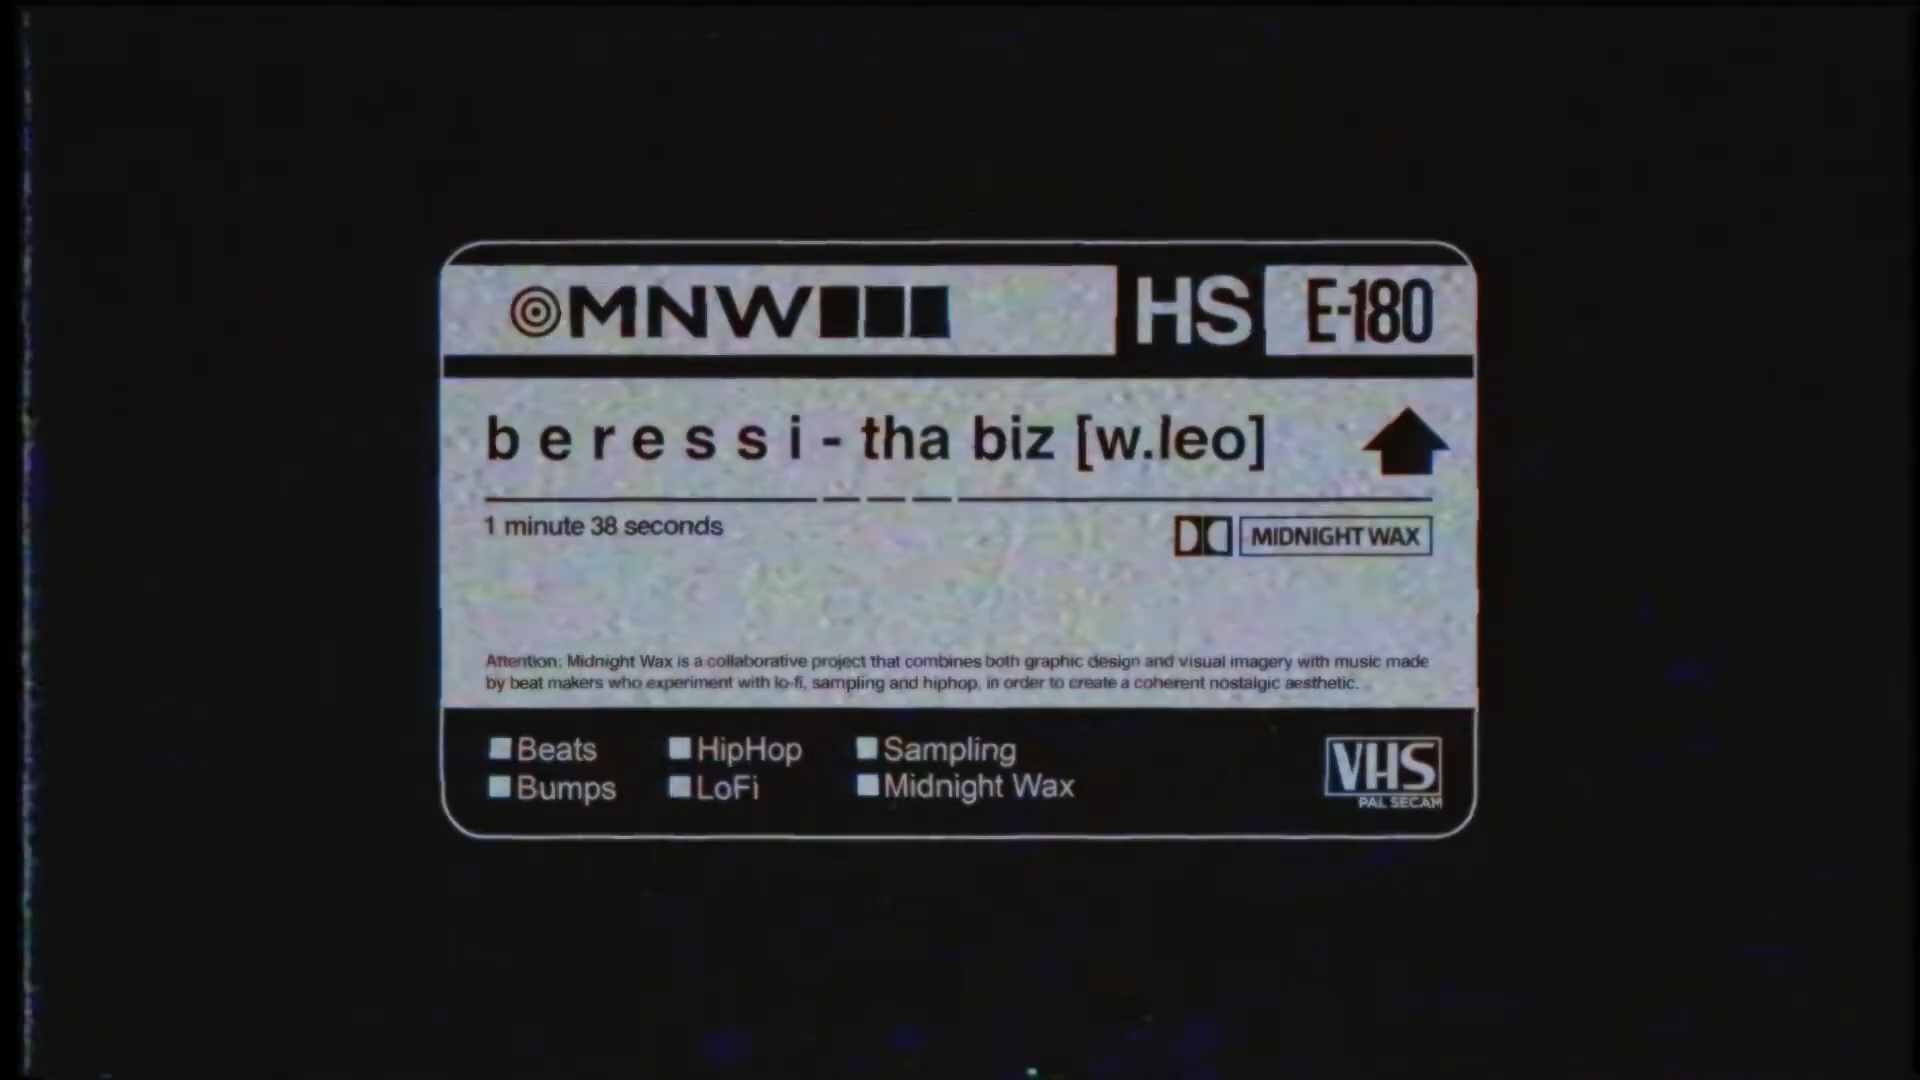 MNW
HS
E-180
b e r e s s i - tha biz [w.leo]
1 minute 38 seconds
MIDNIGHT WAX
Attention; Midnight Wax is a collaborative project that combines both graphic design and visual imagery with music made
by beat makers who experiment with lo-fi, sampling and hiphop, in order to create a coherent nostalgic aesthetic.
Beats
HipHop
Sampling
Bumps
LoFi
Midnight Wax
VHS
PAL SECAM